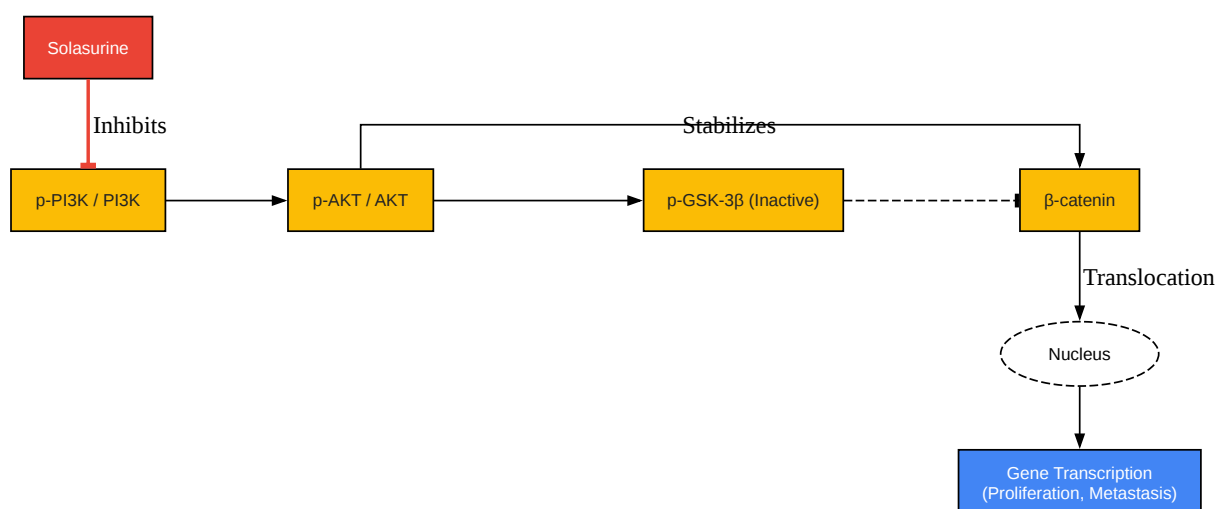 Solasurine
Inhibits
Stabilizes
p-PI3K / PI3K
p-AKT / AKT
p-GSK-3β (Inactive)
β-catenin
Translocation
Nucleus
Gene Transcription
(Proliferation, Metastasis)